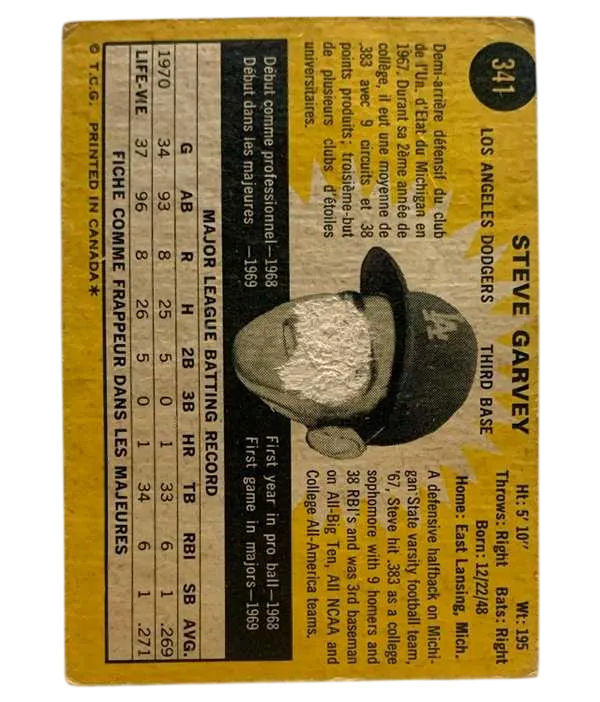 341
STEVE GARVEY
LOS ANGELES DODGERS THIRD BASE
Ht: 5' 10" Wt: 195
Throws: Right Bats: Right
Born: 12/22/48
Home: East Lansing, Mich.
Demi-arrière défensif du club
de l'Un. d'Etat du Michigan en
1967. Durant sa 2ème année de
collège, il eut une moyenne de
.383 avec 9 circuits et 38
points produits; troisième-but
de plusieurs clubs d'étoiles
universitaires.
LA
A defensive halfback on Michi-
gan State varsity football team,
'67, Steve hit .383 as a college
sophomore with 9 homers and
38 RBI's and was 3rd baseman
on All-Big Ten, All NCAA and
College All-America teams.
Début comme professionnel—1968
Début dans les majeures —1969
First year in pro ball—1968
First game in majors—1969
MAJOR LEAGUE BATTING RECORD
G AB R H 2B 3B HR TB RBI SB AVG.
1970 34 93 8 25 5 0 1 33 6 1 .269
LIFE-VIE 37 96 8 26 5 0 1 34 6 1 .271
FICHE COMME FRAPPEUR DANS LES MAJEURES
© T.C.G. PRINTED IN CANADA*